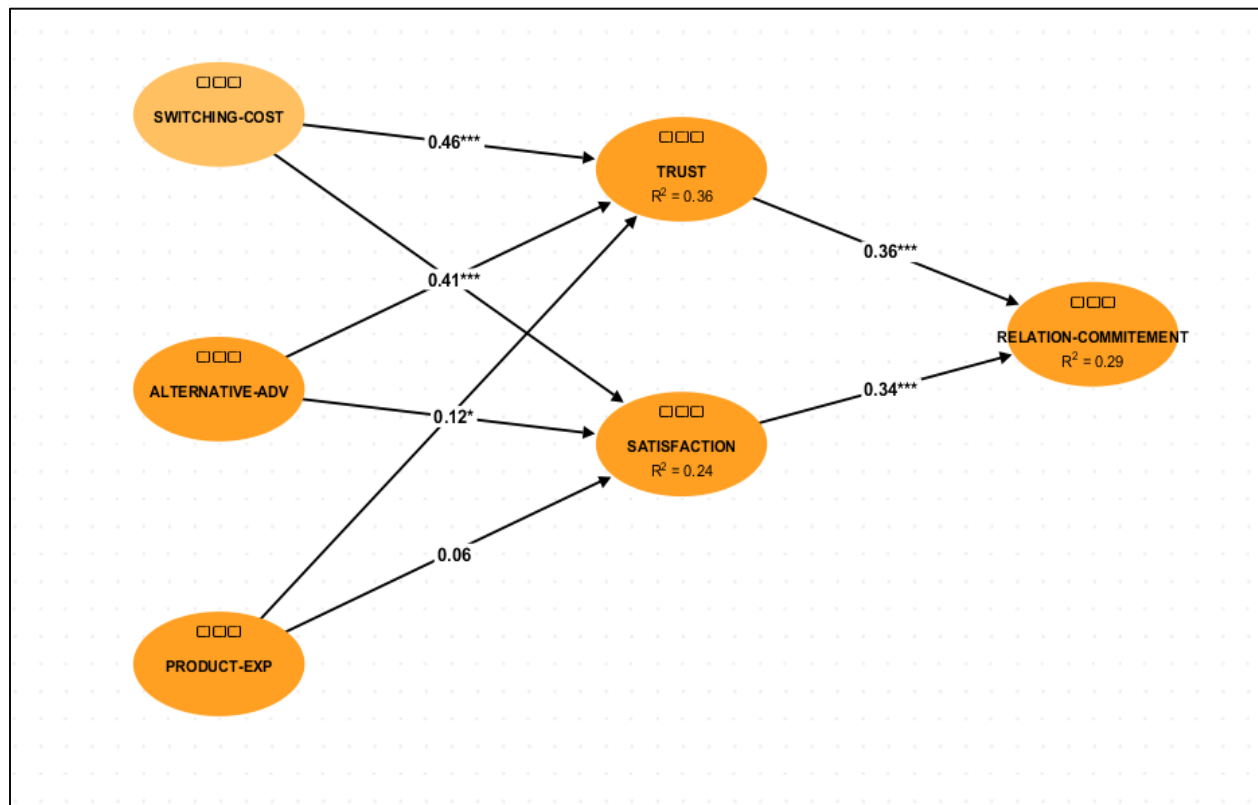 SWITCHING-COST
0.46***
TRUST
R² = 0.36
0.36***
0.41***
RELATION-COMMITEMENT
R² = 0.29
ALTERNATIVE-ADV
0.12*
SATISFACTION
R² = 0.24
0.34***
0.06
PRODUCT-EXP